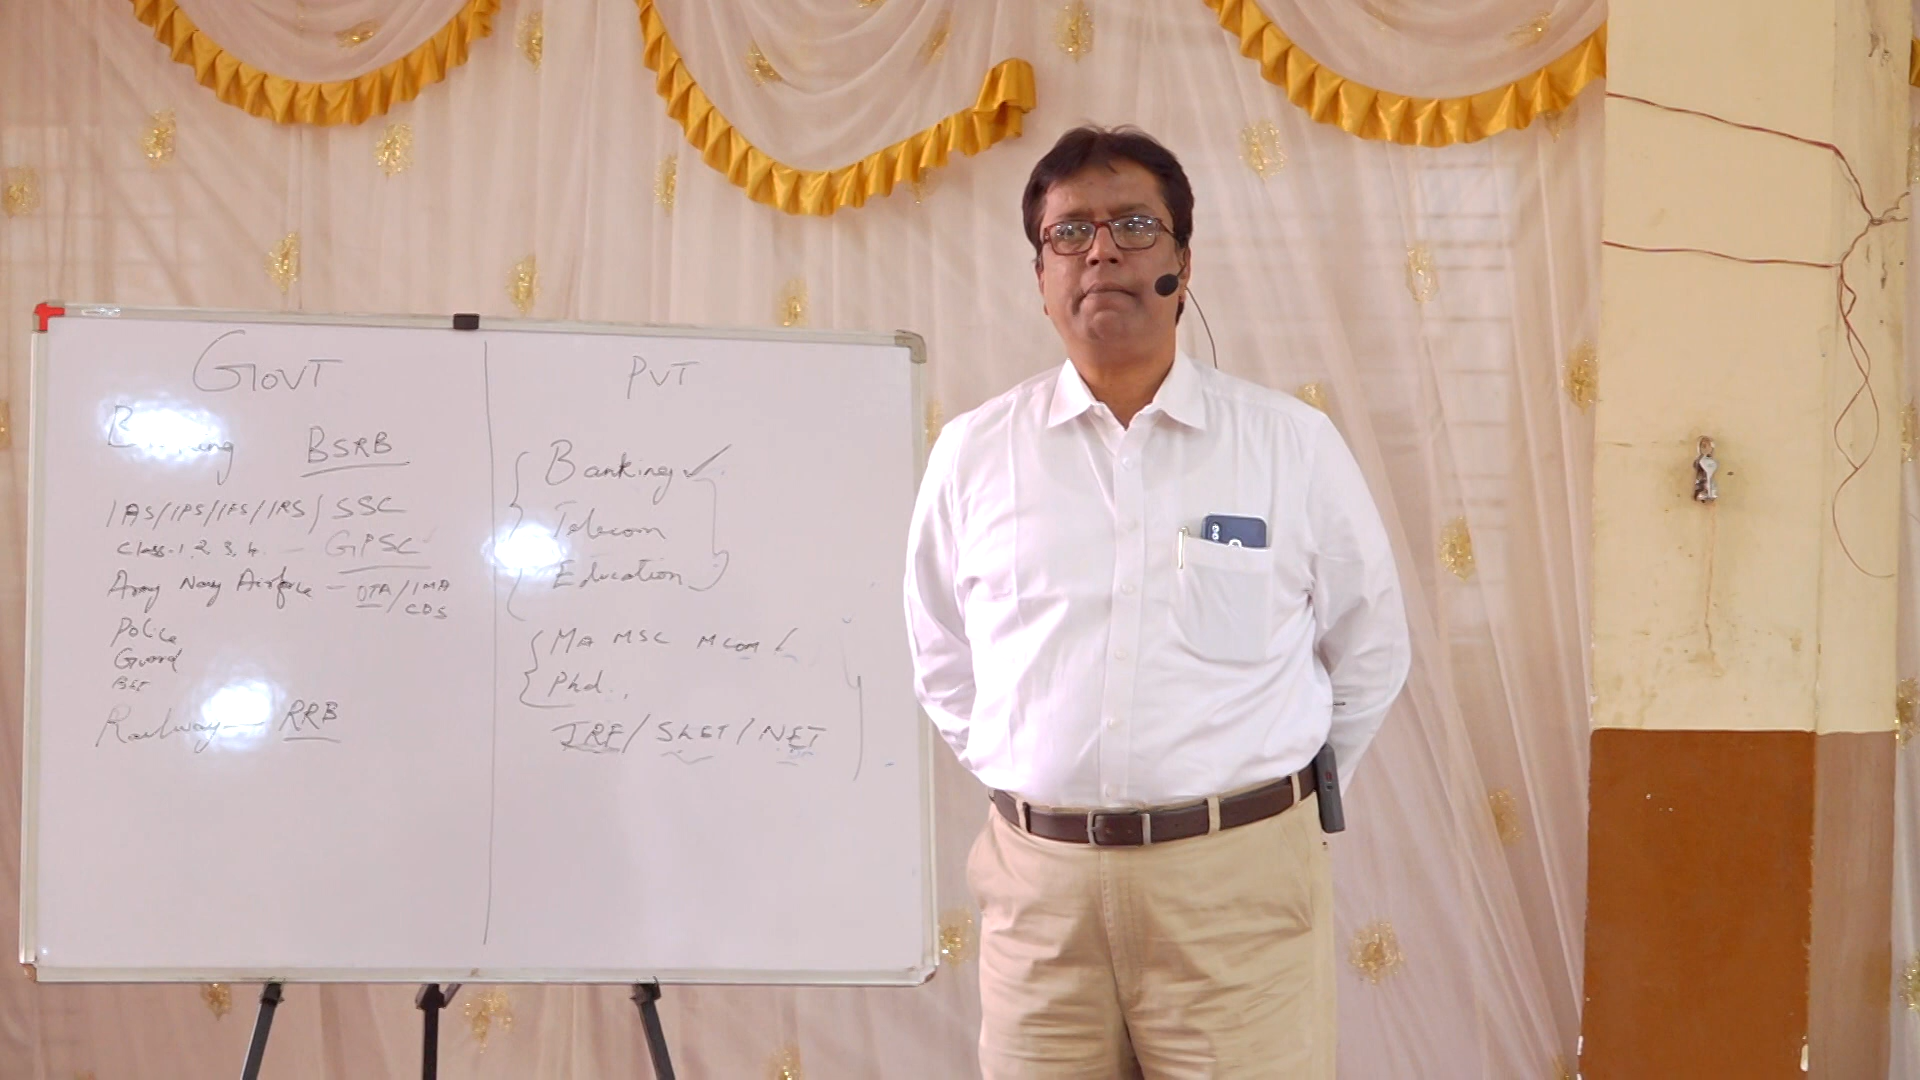 GOVT
BSRB
IAS/IPS/IFS/IRS/SSC
Class-1, 2, 3, 4. - GPSC
Army Navy Airforce - OTA/IMA
CDS
Police
Guard
Railway - RRB
PVT
Banking ✓
Telecom
Education
MA MSC MCOM
Phd..
JRF/SLET/NET